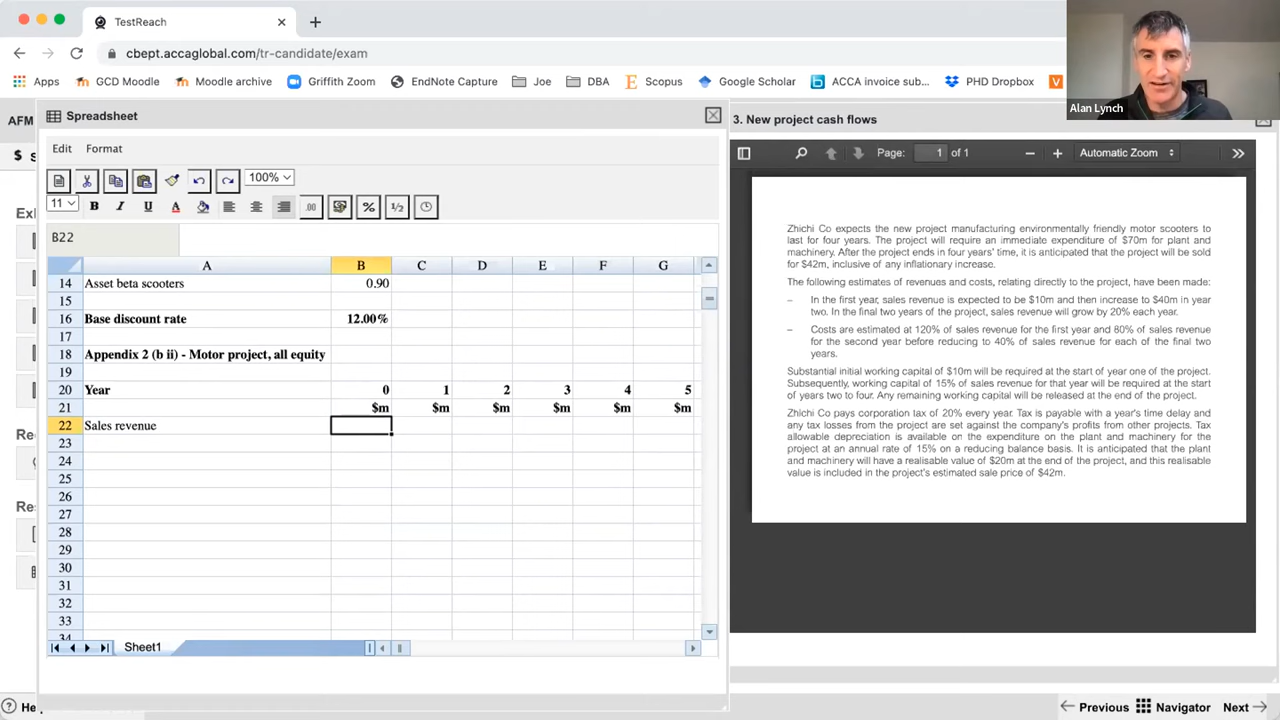 TestReach
cbept.accaglobal.com/tr-candidate/exam
Apps GCD Moodle Moodle archive Griffith Zoom EndNote Capture Joe DBA Scopus Google Scholar ACCA invoice sub... PHD Dropbox
Alan Lynch
AFM
Spreadsheet
3. New project cash flows
Edit Format
Page: 1 of 1 Automatic Zoom
100%
11 B I U A .00 % 1/2
B22
A B C D E F G
14 Asset beta scooters 0.90
15
16 Base discount rate 12.00%
17
18 Appendix 2 (b ii) - Motor project, all equity
19
20 Year 0 1 2 3 4 5
21 $m $m $m $m $m $m
22 Sales revenue
23
24
25
26
27
28
29
30
31
32
33
34
Sheet1
Zhichi Co expects the new project manufacturing environmentally friendly motor scooters to
last for four years. The project will require an immediate expenditure of $70m for plant and
machinery. After the project ends in four years' time, it is anticipated that the project will be sold
for $42m, inclusive of any inflationary increase.
The following estimates of revenues and costs, relating directly to the project, have been made:
– In the first year, sales revenue is expected to be $10m and then increase to $40m in year
two. In the final two years of the project, sales revenue will grow by 20% each year.
– Costs are estimated at 120% of sales revenue for the first year and 80% of sales revenue
for the second year before reducing to 40% of sales revenue for each of the final two
years.
Substantial initial working capital of $10m will be required at the start of year one of the project.
Subsequently, working capital of 15% of sales revenue for that year will be required at the start
of years two to four. Any remaining working capital will be released at the end of the project.
Zhichi Co pays corporation tax of 20% every year. Tax is payable with a year's time delay and
any tax losses from the project are set against the company's profits from other projects. Tax
allowable depreciation is available on the expenditure on the plant and machinery for the
project at an annual rate of 15% on a reducing balance basis. It is anticipated that the plant
and machinery will have a realisable value of $20m at the end of the project, and this realisable
value is included in the project's estimated sale price of $42m.
Previous Navigator Next